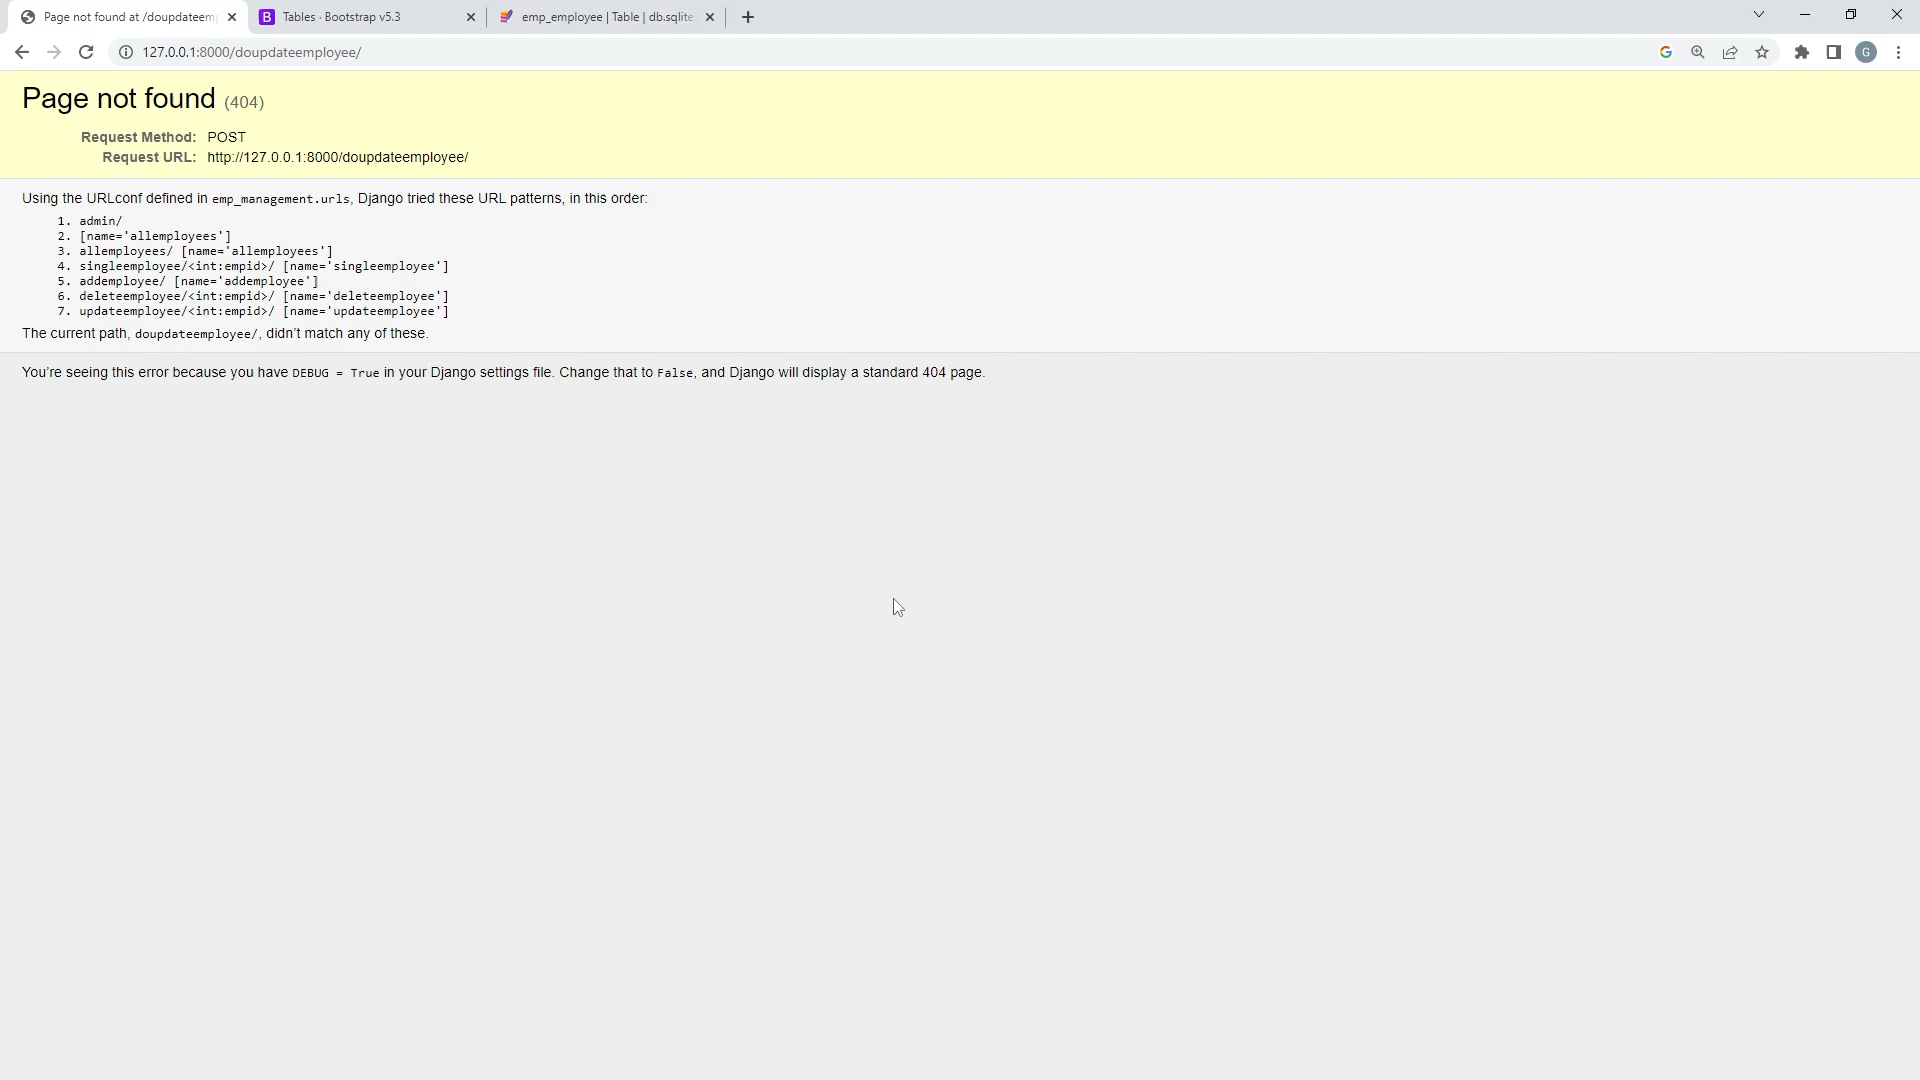 Page not found at /doupdateem
Tables · Bootstrap v5.3
emp_employee | Table | db.sqlite
127.0.0.1:8000/doupdateemployee/
G
Page not found (404)
Request Method: POST
Request URL: http://127.0.0.1:8000/doupdateemployee/
Using the URLconf defined in emp_management.urls, Django tried these URL patterns, in this order:
1. admin/
2. [name='allemployees']
3. allemployees/ [name='allemployees']
4. singleemployee/<int:empid>/ [name='singleemployee']
5. addemployee/ [name='addemployee']
6. deleteemployee/<int:empid>/ [name='deleteemployee']
7. updateemployee/<int:empid>/ [name='updateemployee']
The current path, doupdateemployee/, didn't match any of these.
You're seeing this error because you have DEBUG = True in your Django settings file. Change that to False, and Django will display a standard 404 page.